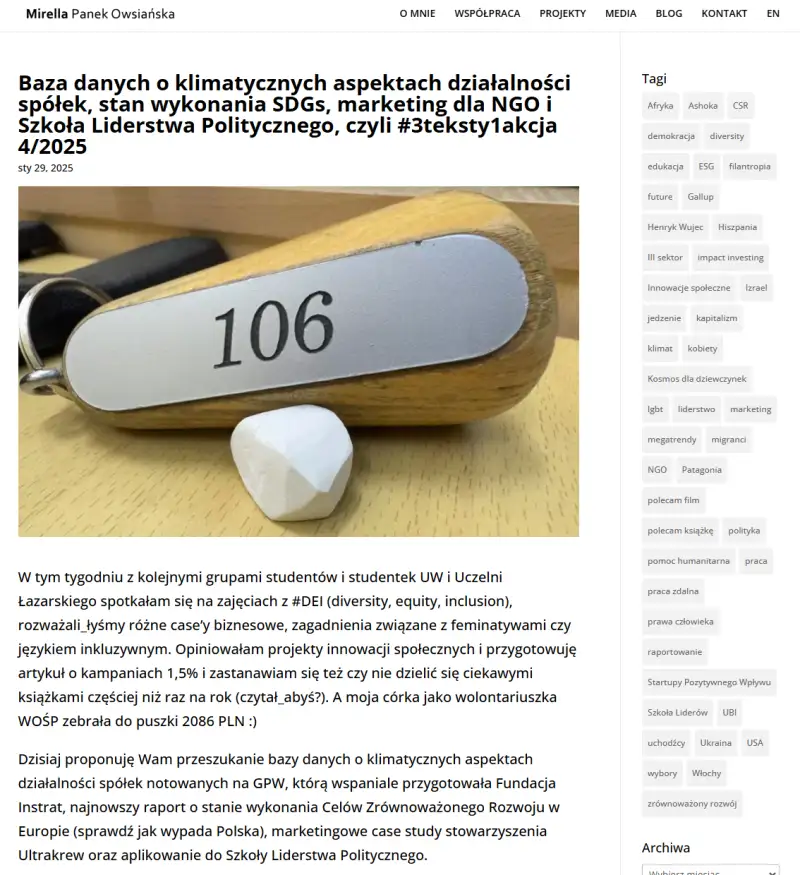 Mirella Panek Owsiańska
O MNIE WSPÓŁPRACA PROJEKTY MEDIA BLOG KONTAKT EN
Baza danych o klimatycznych aspektach działalności
spółek, stan wykonania SDGs, marketing dla NGO i
Szkoła Liderstwa Politycznego, czyli #3teksty1akcja
4/2025
sty 29, 2025
106
W tym tygodniu z kolejnymi grupami studentów i studentek UW i Uczelni
Łazarskiego spotkałam się na zajęciach z #DEI (diversity, equity, inclusion),
rozważali_łyśmy różne case’y biznesowe, zagadnienia związane z feminatywami czy
językiem inkluzywnym. Opiniowałam projekty innowacji społecznych i przygotowuję
artykuł o kampaniach 1,5% i zastanawiam się też czy nie dzielić się ciekawymi
książkami częściej niż raz na rok (czytał_abyś?). A moja córka jako wolontariuszka
WOŚP zebrała do puszki 2086 PLN :)
Dzisiaj proponuję Wam przeszukanie bazy danych o klimatycznych aspektach
działalności spółek notowanych na GPW, którą wspaniale przygotowała Fundacja
Instrat, najnowszy raport o stanie wykonania Celów Zrównoważonego Rozwoju w
Europie (sprawdź jak wypada Polska), marketingowe case study stowarzyszenia
Ultrakrew oraz aplikowanie do Szkoły Liderstwa Politycznego.
Tagi
Afryka Ashoka CSR
demokracja diversity
edukacja ESG filantropia
future Gallup
Henryk Wujec Hiszpania
III sektor impact investing
Innowacje społeczne Izrael
jedzenie kapitalizm
klimat kobiety
Kosmos dla dziewczynek
lgbt liderstwo marketing
megatrendy migranci
NGO Patagonia
polecam film
polecam książkę polityka
pomoc humanitarna praca
praca zdalna
prawa człowieka
raportowanie
Startupy Pozytywnego Wpływu
Szkoła Liderów UBI
uchodźcy Ukraina USA
wybory Włochy
zrównoważony rozwój
Archiwa
Wybierz miesiąc